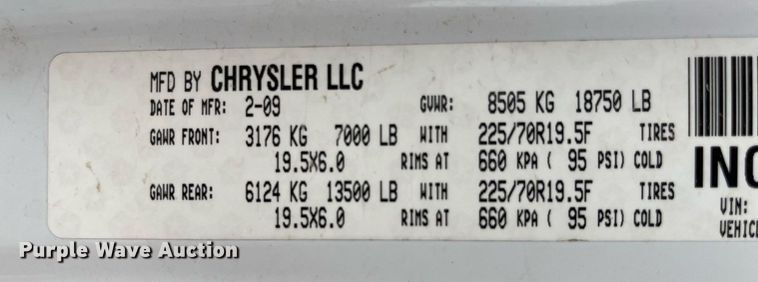 MFD BY CHRYSLER LLC
DATE OF MFR: 2-09 GVWR: 8505 KG 18750 LB
GAWR FRONT: 3176 KG 7000 LB WITH 225/70R19.5F TIRES
19.5X6.0 RIMS AT 660 KPA ( 95 PSI) COLD
GAWR REAR: 6124 KG 13500 LB WITH 225/70R19.5F TIRES
19.5X6.0 RIMS AT 660 KPA ( 95 PSI) COLD
VIN:
Purple Wave Auction